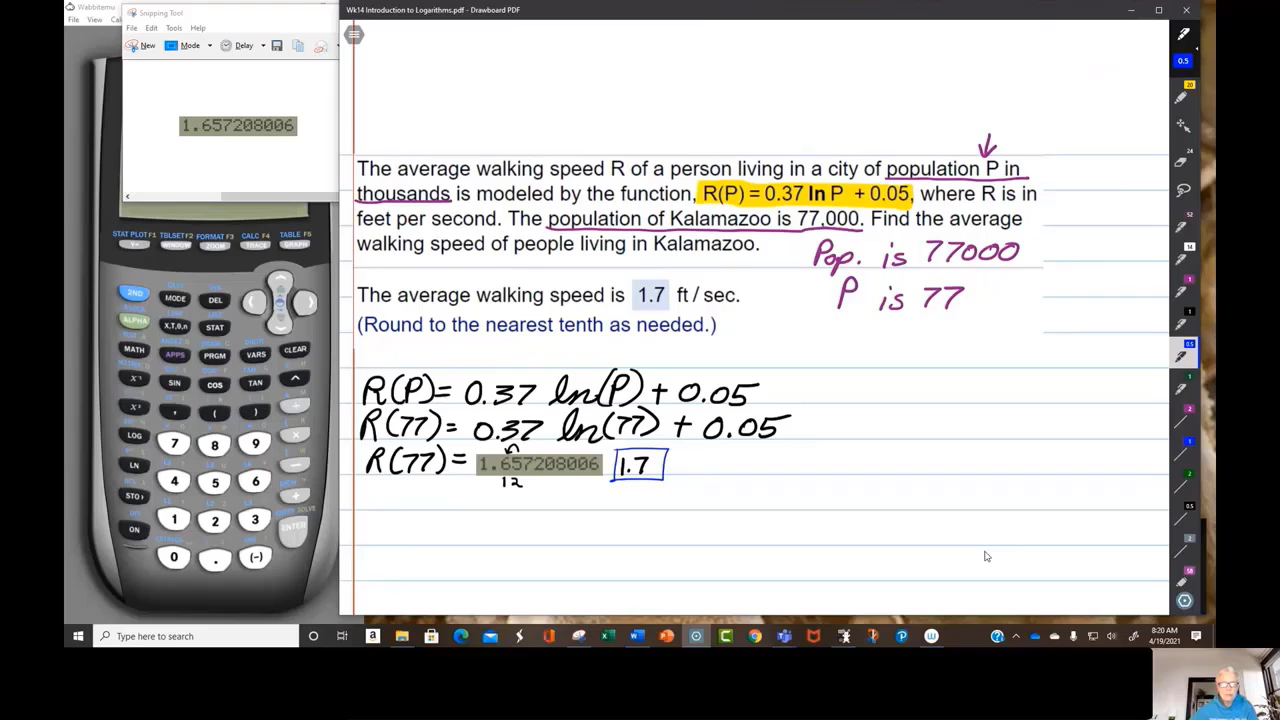 Wabbitemu
File View
Snipping Tool
File Edit Tools Help
New Mode Delay
1.657208006
Wk14 Introduction to Logarithms.pdf - Drawboard PDF
The average walking speed R of a person living in a city of population P in
thousands is modeled by the function, R(P) = 0.37 ln P + 0.05, where R is in
feet per second. The population of Kalamazoo is 77,000. Find the average
walking speed of people living in Kalamazoo.
Pop. is 77000
P is 77
The average walking speed is 1.7 ft / sec.
(Round to the nearest tenth as needed.)
R(P) = 0.37 ln(P) + 0.05
R(77) = 0.37 ln(77) + 0.05
R(77) = 1.657208006 1.7
12
STAT PLOT F1 TBLSET F2 FORMAT F3 CALC F4 TABLE F5
Y= WINDOW ZOOM TRACE GRAPH
2ND MODE DEL
ALPHA X,T,θ,n STAT
MATH APPS PRGM VARS CLEAR
SIN COS TAN ^
, ( ) ÷
LOG 7 8 9 ×
LN 4 5 6 −
STO 1 2 3 +
ON 0 . (-) ENTER
Type here to search
8:20 AM
4/19/2021